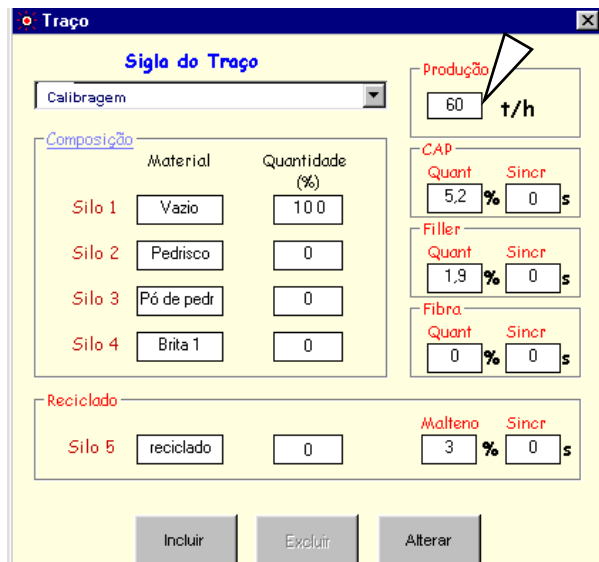 Traço
Sigla do Traço
Calibragem
Produção
60 t/h
Composição
Material Quantidade
(%)
Silo 1 Vazio 100
Silo 2 Pedrisco 0
Silo 3 Pó de pedr 0
Silo 4 Brita 1 0
CAP
Quant Sincr
5,2 % 0 s
Filler
Quant Sincr
1,9 % 0 s
Fibra
Quant Sincr
0 % 0 s
Reciclado
Malteno Sincr
Silo 5 reciclado 0 3 % 0 s
Incluir Excluir Alterar